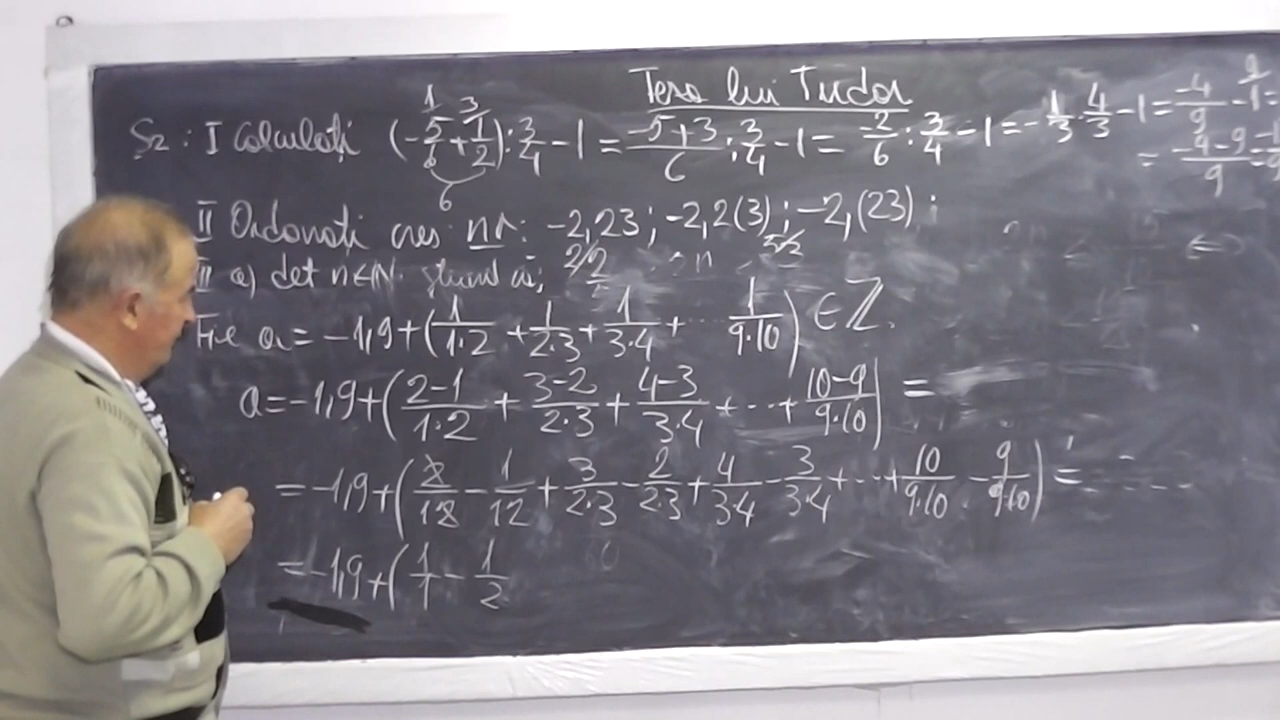 Tera lui Tudor
S2 : I Calculați (-5/6 + 1/2) : 3/4 - 1 = -5+3/6 : 3/4 - 1 = -2/6 : 3/4 - 1 = -1/3 · 4/3 - 1 = -4/9 - 1 =
= -4-9/9 =
II Ordonați cres nr: -2,23 ; -2,2(3) ; -2,(23) ;
a) det n∈N
Fie a = -1,9 + (1/1·2 + 1/2·3 + 1/3·4 + ... 1/9·10) ∈ Z.
a = -1,9 + (2-1/1·2 + 3-2/2·3 + 4-3/3·4 + ... + 10-9/9·10) =
= -1,9 + (2/1·2 - 1/1·2 + 3/2·3 - 2/2·3 + 4/3·4 - 3/3·4 + ... + 10/9·10 - 9/9·10) =
= -1,9 + (1/1 - 1/2